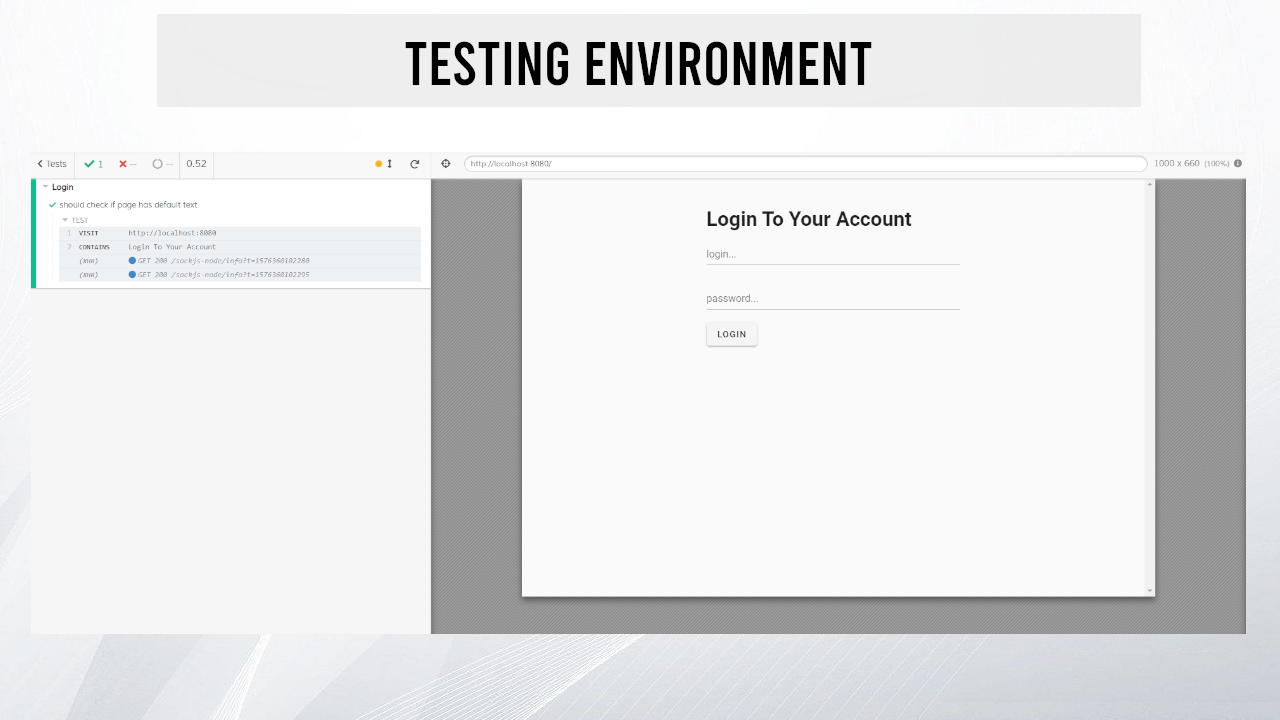 TESTING ENVIRONMENT
Tests 1 -- -- 0.52
http://localhost:8080/ 1000 x 660 (100%)
Login
should check if page has default text
TEST
1 VISIT http://localhost:8080
2 CONTAINS Login To Your Account
(XHR) GET 200 /sockjs-node/info?t=1576360102280
(XHR) GET 200 /sockjs-node/info?t=1576360102295
Login To Your Account
login...
password...
LOGIN